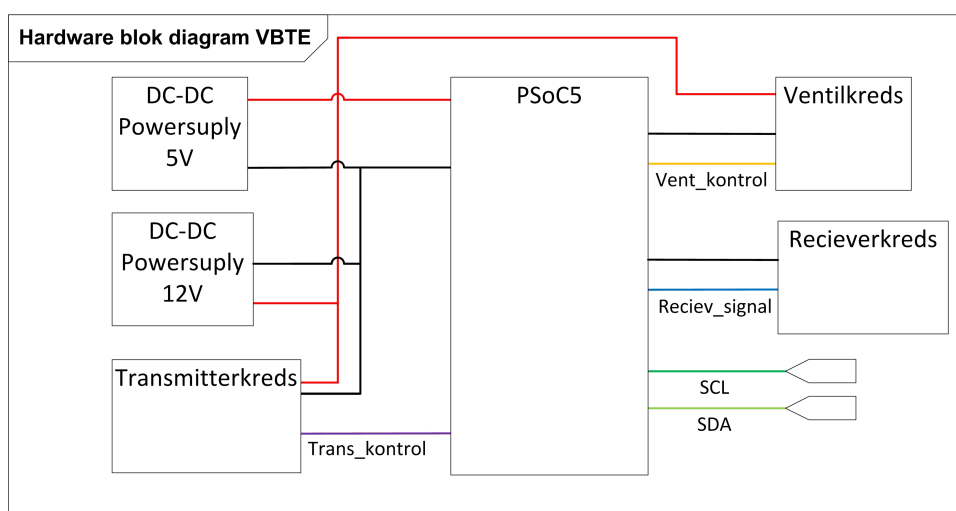 Hardware blok diagram VBTE
DC-DC
Powersuply
5V
PSoC5
Ventilkreds
Vent_kontrol
DC-DC
Powersuply
12V
Recieverkreds
Reciev_signal
Transmitterkreds
SCL
SDA
Trans_kontrol